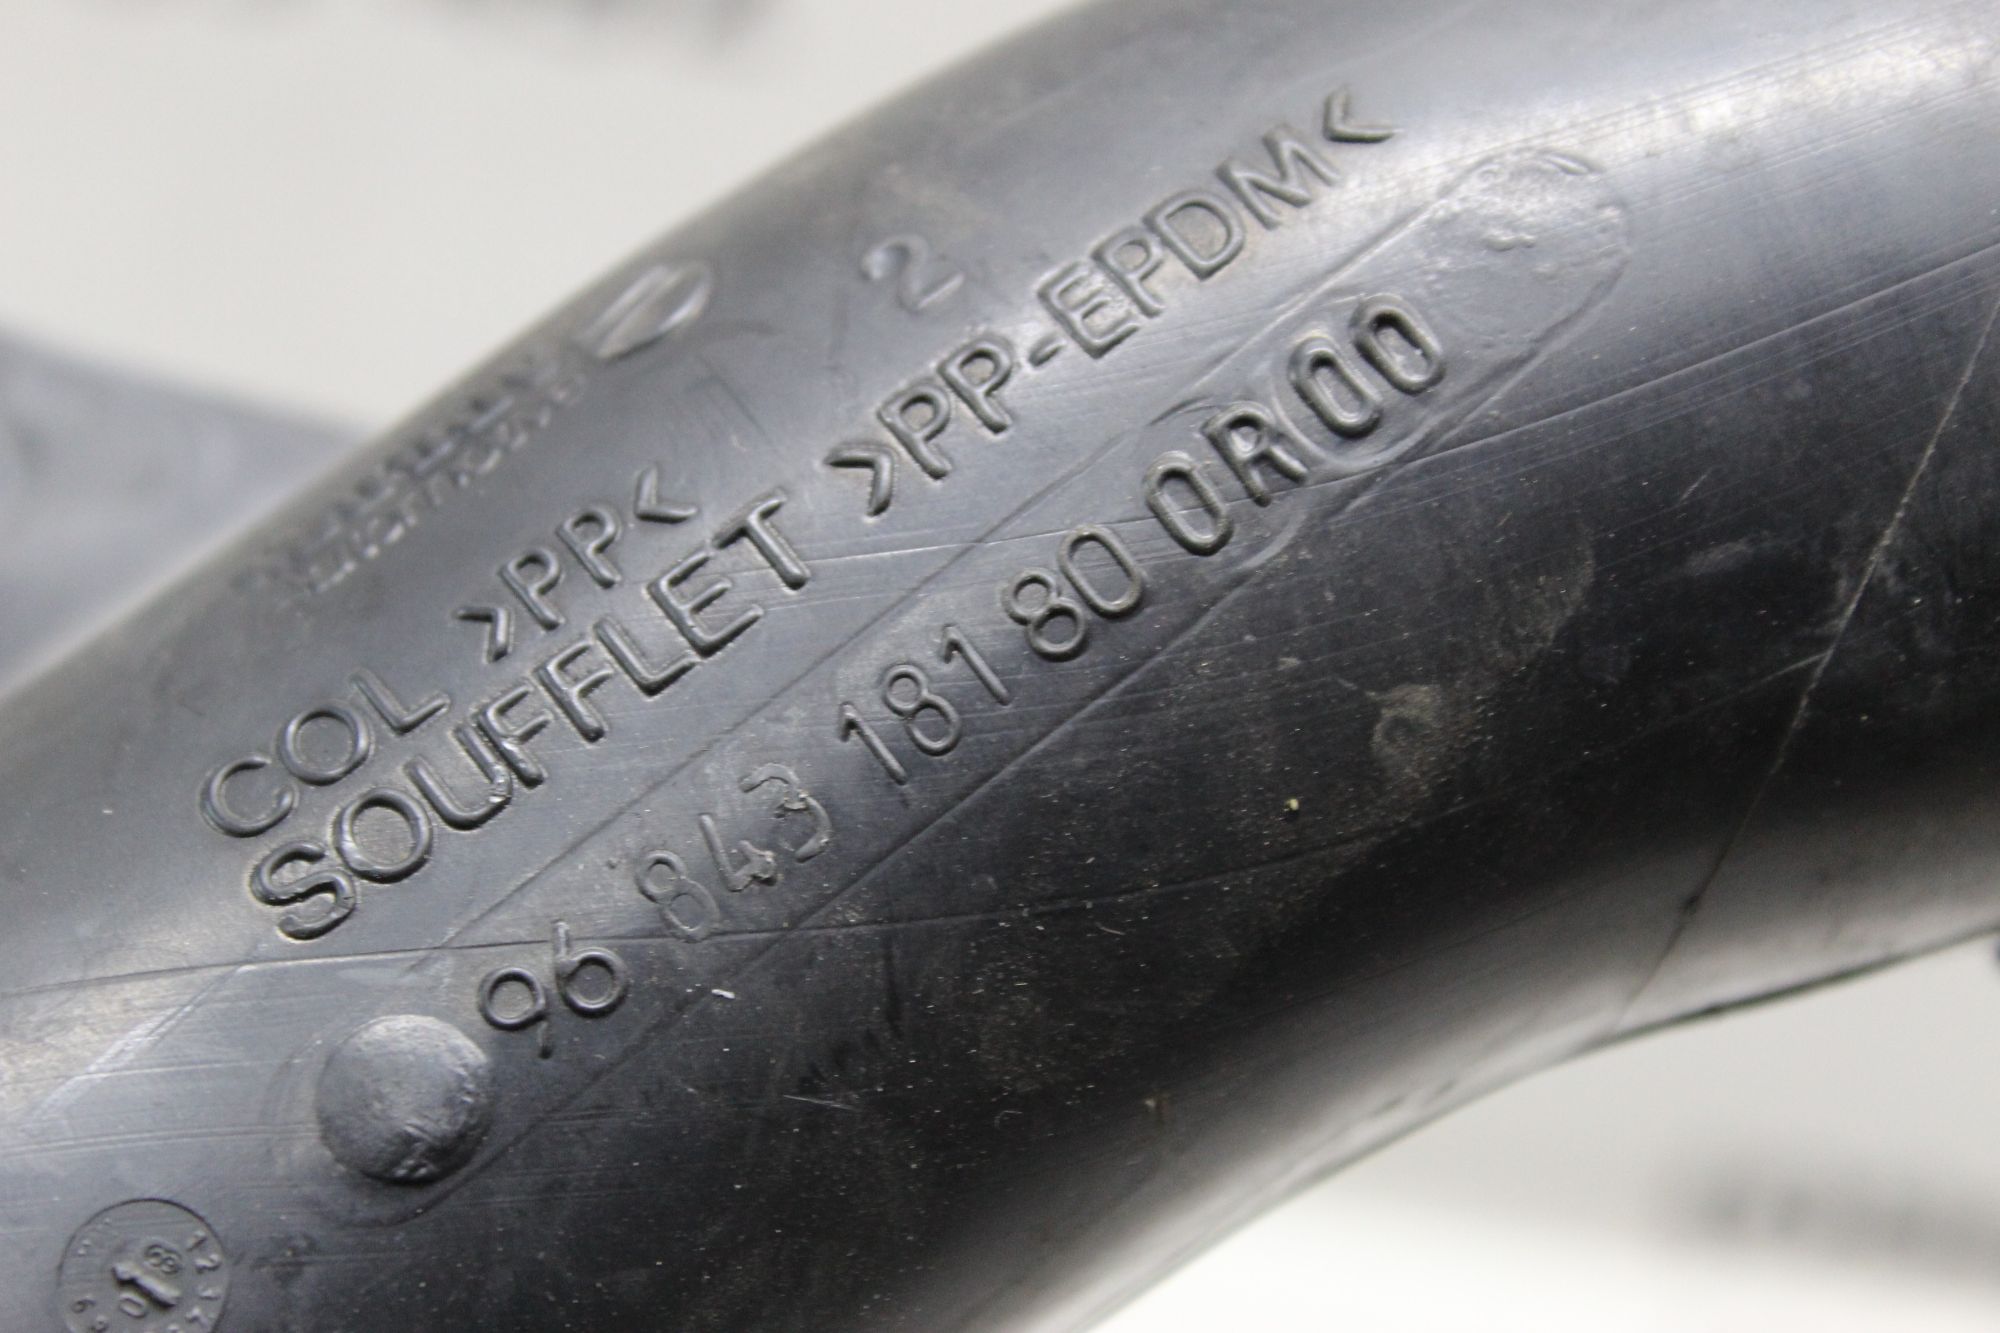 2
COL >PP<
SOUFFLET >PP-EPDM<
96 843 181 80 0R00